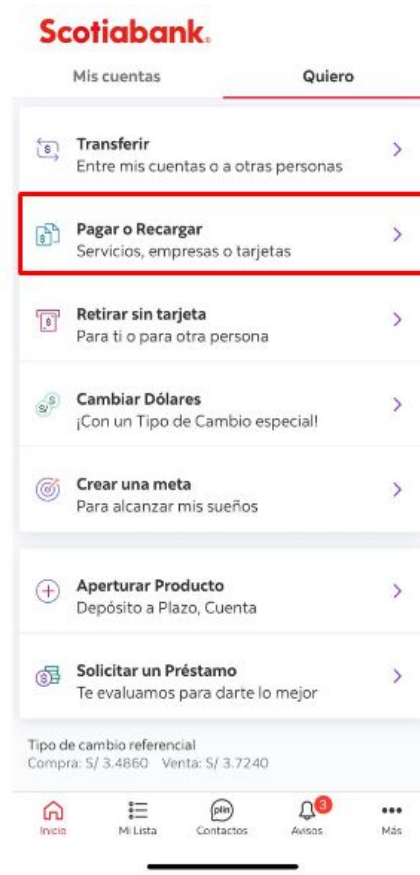 Scotiabank.
Mis cuentas Quiero
Transferir
Entre mis cuentas o a otras personas
Pagar o Recargar
Servicios, empresas o tarjetas
Retirar sin tarjeta
Para ti o para otra persona
Cambiar Dólares
¡Con un Tipo de Cambio especial!
Crear una meta
Para alcanzar mis sueños
Aperturar Producto
Depósito a Plazo, Cuenta
Solicitar un Préstamo
Te evaluamos para darte lo mejor
Tipo de cambio referencial
Compra: S/ 3.4860 Venta: S/ 3.7240
plin 3
Inicio Mi Lista Contactos Avisos Más